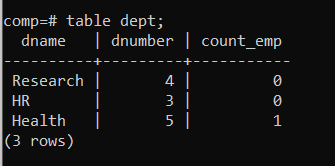 comp=# table dept;
  dname   | dnumber | count_emp
----------+---------+-----------
 Research |       4 |         0
 HR       |       3 |         0
 Health   |       5 |         1
(3 rows)